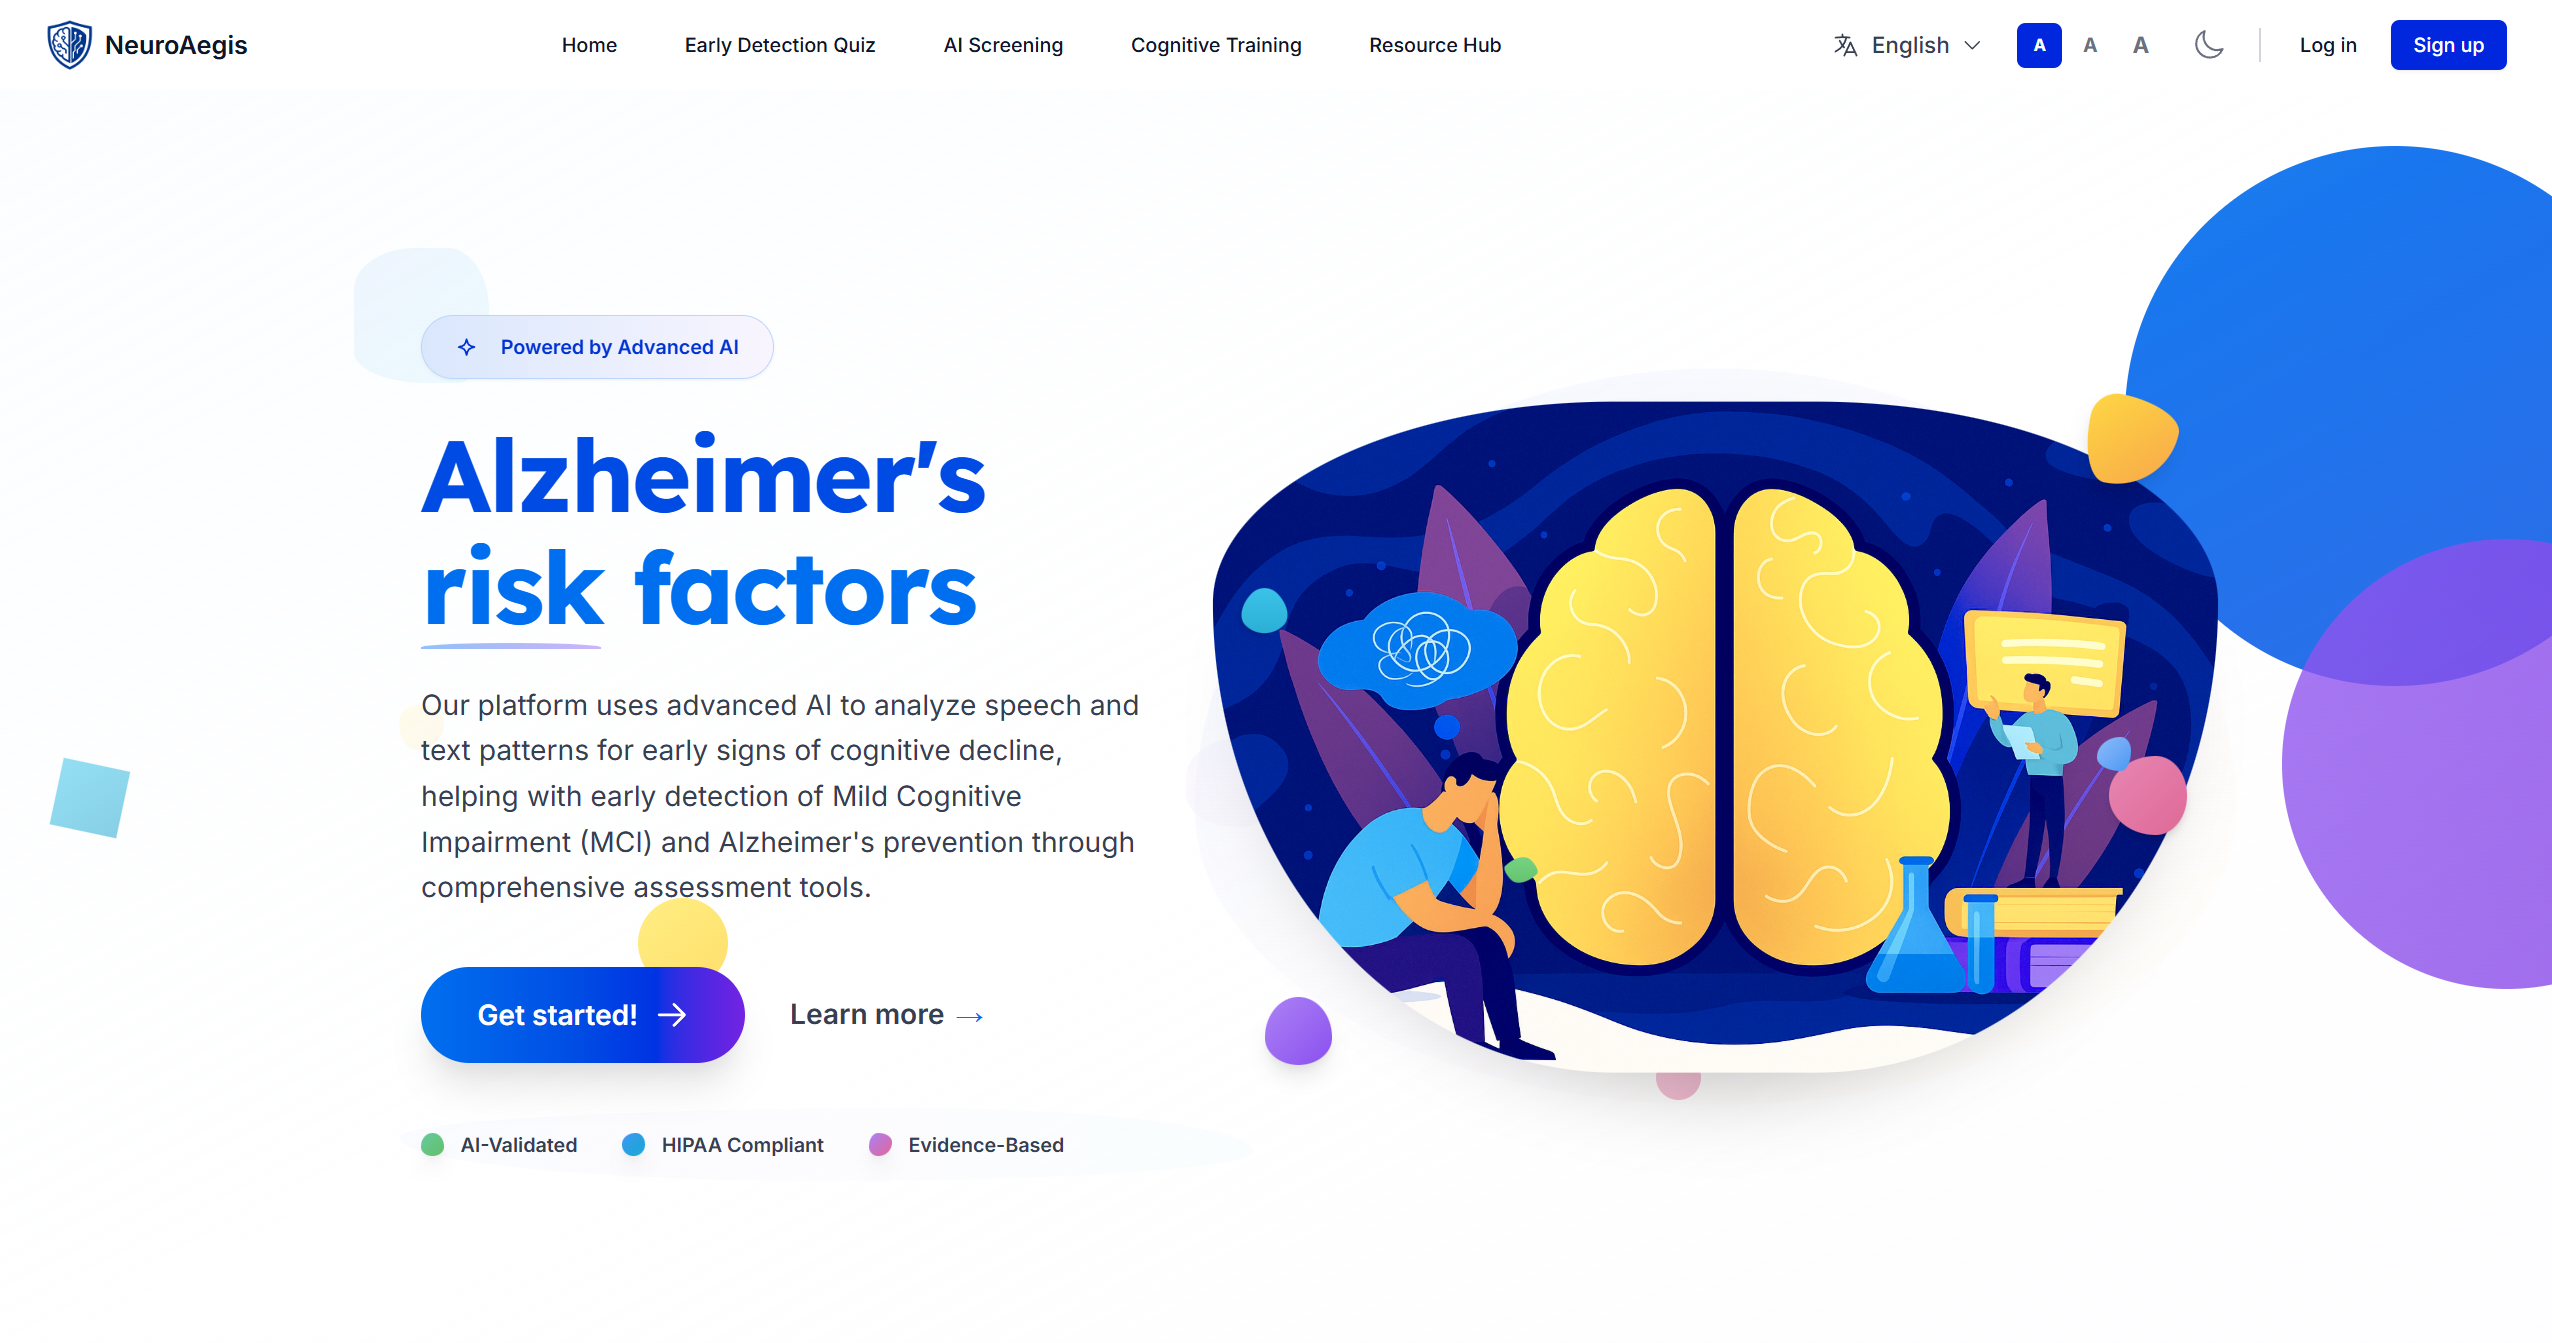 NeuroAegis
Home
Early Detection Quiz
AI Screening
Cognitive Training
Resource Hub
English
A
A
A
Log in
Sign up
Powered by Advanced AI
Alzheimer's
risk factors
Our platform uses advanced AI to analyze speech and
text patterns for early signs of cognitive decline,
helping with early detection of Mild Cognitive
Impairment (MCI) and Alzheimer's prevention through
comprehensive assessment tools.
Get started! →
Learn more →
AI-Validated
HIPAA Compliant
Evidence-Based